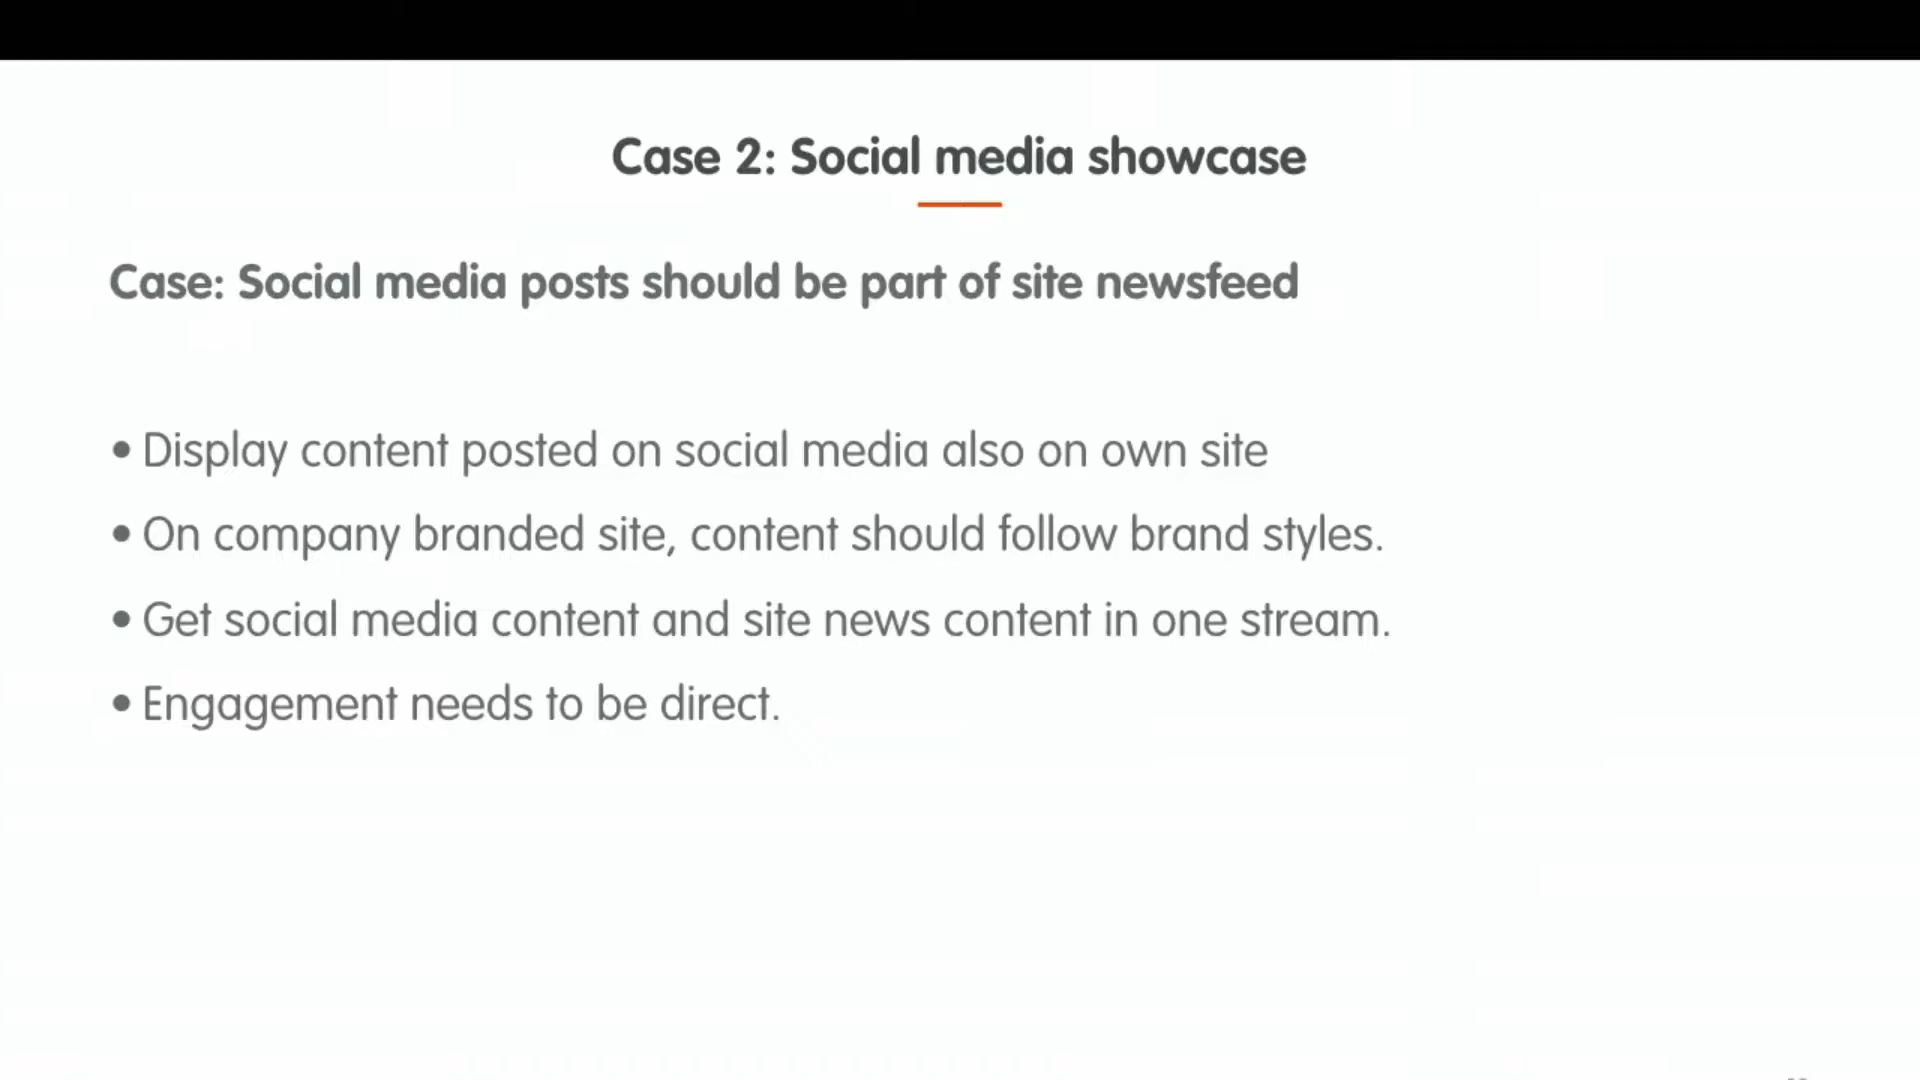 Case 2: Social media showcase
Case: Social media posts should be part of site newsfeed
• Display content posted on social media also on own site
• On company branded site, content should follow brand styles.
• Get social media content and site news content in one stream.
• Engagement needs to be direct.